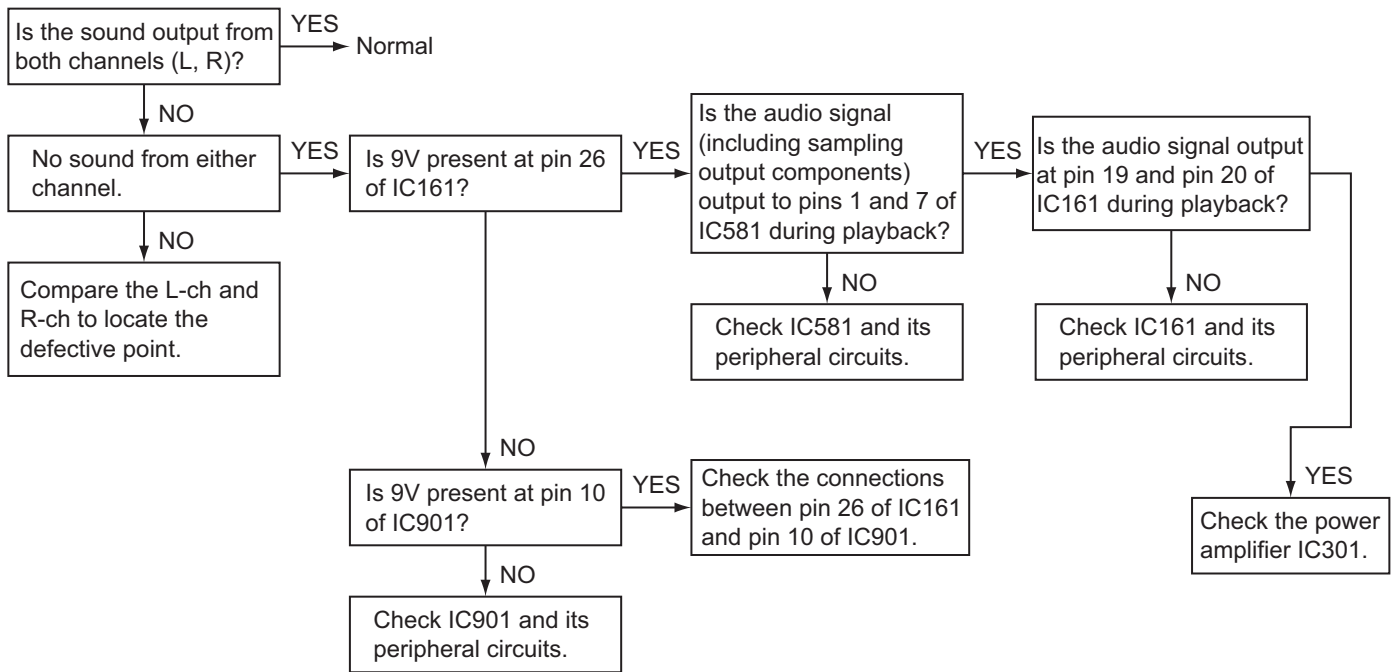 Is the sound output from
both channels (L, R)?
YES
Normal
NO
No sound from either
channel.
YES
NO
Compare the L-ch and
R-ch to locate the
defective point.
Is 9V present at pin 26
of IC161?
YES
Is the audio signal
(including sampling
output components)
output to pins 1 and 7 of
IC581 during playback?
YES
Is the audio signal output
at pin 19 and pin 20 of
IC161 during playback?
NO
Check IC581 and its
peripheral circuits.
NO
Check IC161 and its
peripheral circuits.
YES
Check the power
amplifier IC301.
NO
Is 9V present at pin 10
of IC901?
YES
Check the connections
between pin 26 of IC161
and pin 10 of IC901.
NO
Check IC901 and its
peripheral circuits.